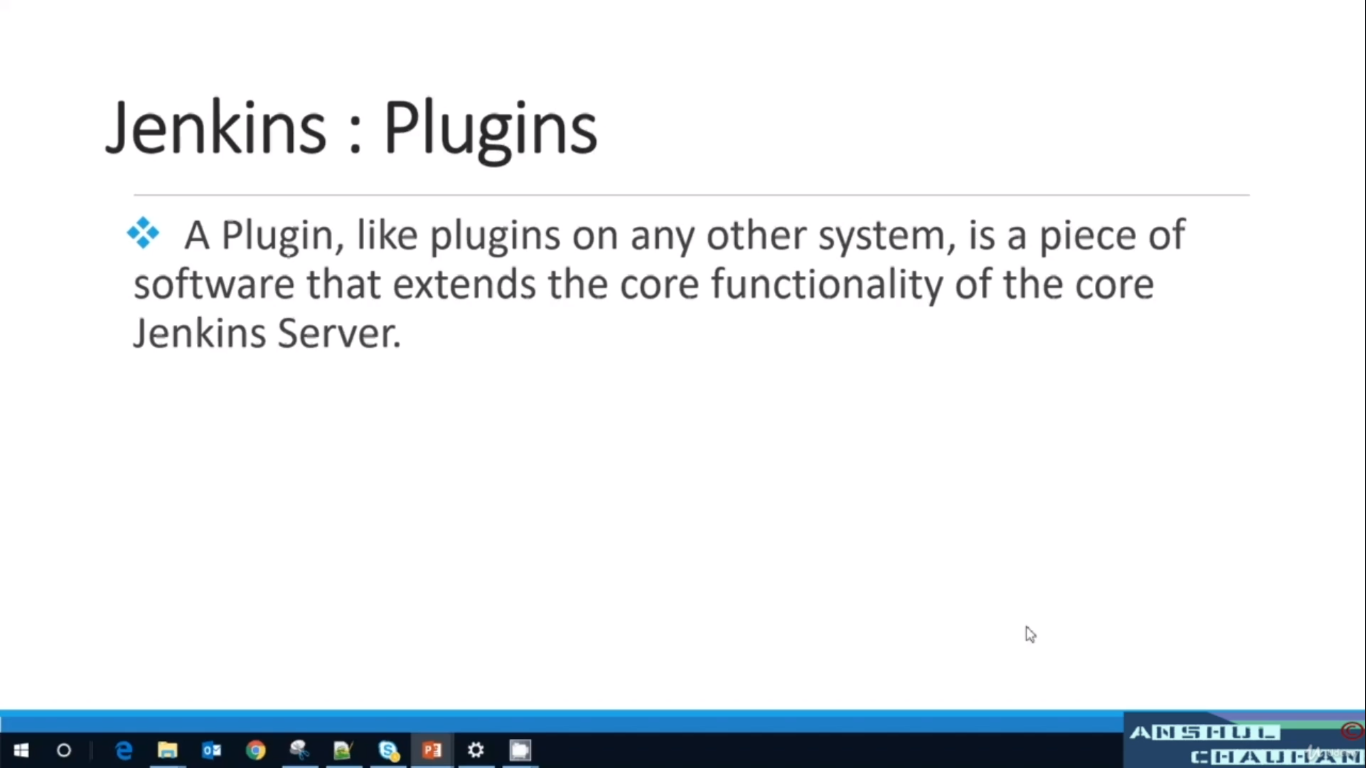 Jenkins : Plugins
A Plugin, like plugins on any other system, is a piece of
software that extends the core functionality of the core
Jenkins Server.
ANSHUL
CHAUHAN